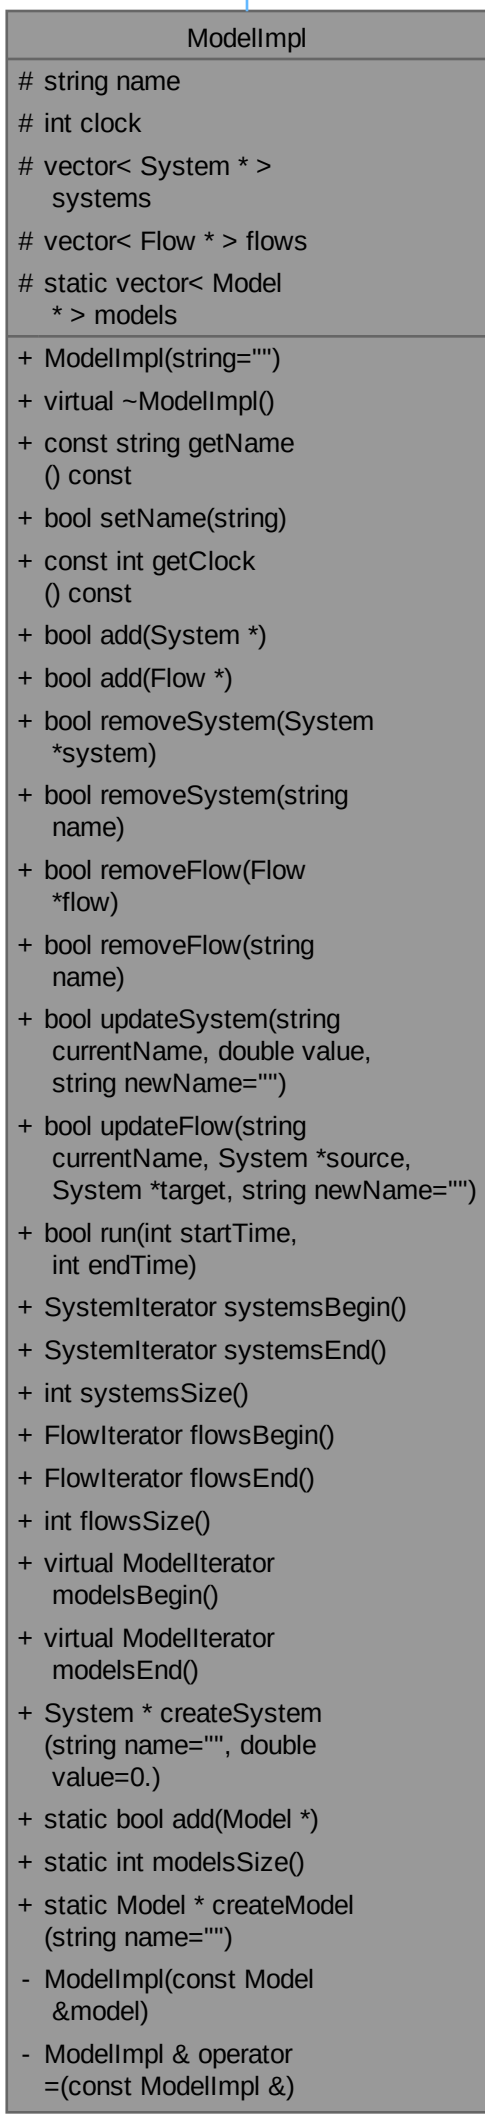 ModelImpl
# string name
# int clock
# vector< System * >
systems
# vector< Flow * > flows
# static vector< Model
* > models
+ ModelImpl(string="")
+ virtual ~ModelImpl()
+ const string getName
() const
+ bool setName(string)
+ const int getClock
() const
+ bool add(System *)
+ bool add(Flow *)
+ bool removeSystem(System
*system)
+ bool removeSystem(string
name)
+ bool removeFlow(Flow
*flow)
+ bool removeFlow(string
name)
+ bool updateSystem(string
currentName, double value,
string newName="")
+ bool updateFlow(string
currentName, System *source,
System *target, string newName="")
+ bool run(int startTime,
int endTime)
+ SystemIterator systemsBegin()
+ SystemIterator systemsEnd()
+ int systemsSize()
+ FlowIterator flowsBegin()
+ FlowIterator flowsEnd()
+ int flowsSize()
+ virtual ModelIterator
modelsBegin()
+ virtual ModelIterator
modelsEnd()
+ System * createSystem
(string name="", double
value=0.)
+ static bool add(Model *)
+ static int modelsSize()
+ static Model * createModel
(string name="")
- ModelImpl(const Model
&model)
- ModelImpl & operator
=(const ModelImpl &)